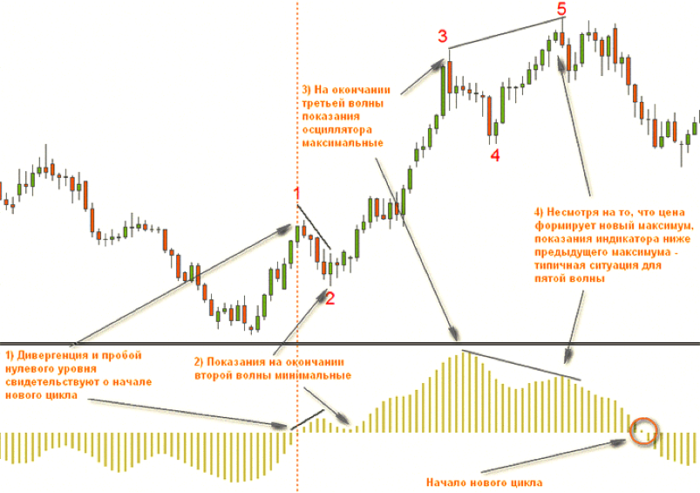 5
3
3) На окончании
третьей волны
показания
осциллятора
максимальные
4
1
4) Несмотря на то, что цена
формирует новый максимум,
показания индикатора ниже
предыдущего максимума -
типичная ситуация для
пятой волны
2
1) Дивергенция и пробой
нулевого уровня
свидетельствуют о начале
нового цикла
2) Показания на окончании
второй волны минимальные
Начало нового цикла